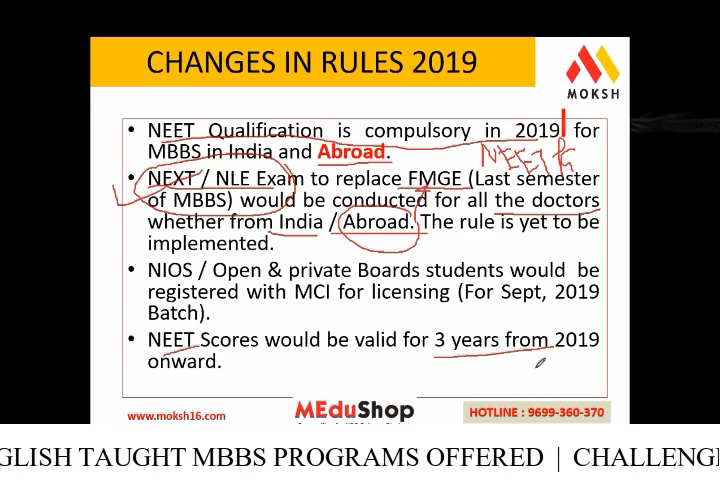 CHANGES IN RULES 2019
MOKSH
• NEET Qualification is compulsory in 2019 for
MBBS in India and Abroad.
NEET
• NEXT / NLE Exam to replace FMGE (Last semester
of MBBS) would be conducted for all the doctors
whether from India / Abroad. The rule is yet to be
implemented.
• NIOS / Open & private Boards students would be
registered with MCI for licensing (For Sept, 2019
Batch).
• NEET Scores would be valid for 3 years from 2019
onward.
www.moksh16.com
MEduShop
HOTLINE : 9699-360-370
GLISH TAUGHT MBBS PROGRAMS OFFERED | CHALLENG